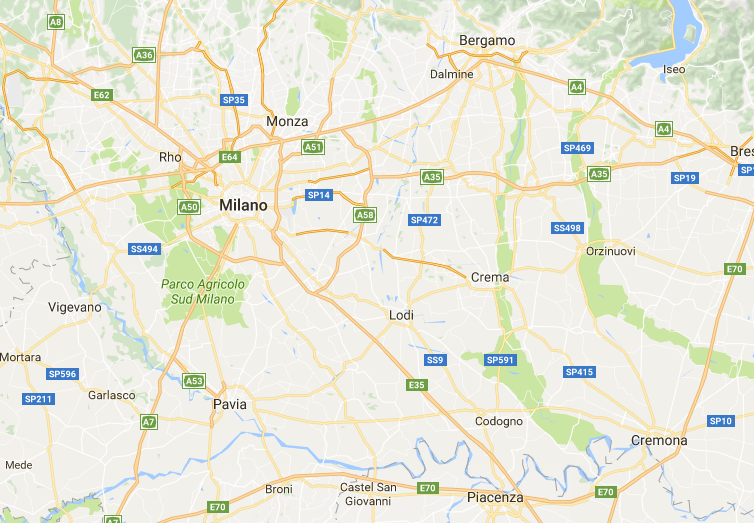 A8
Bergamo
A36
Dalmine
Iseo
A4
E62
SP35
Monza
A4
A51
SP469
Bres
Rho
E64
A35
A35
SP19
SP1
SP14
A50
Milano
A58
SP472
SS498
SS494
Orzinuovi
E70
Parco Agricolo
Sud Milano
Crema
Vigevano
Lodi
Mortara
SS9
SP591
SP596
SP415
A53
E35
Garlasco
SP211
Pavia
A7
Codogno
SP10
Cremona
Mede
Broni
Castel San
Giovanni
E70
E70
Piacenza
E70
A7